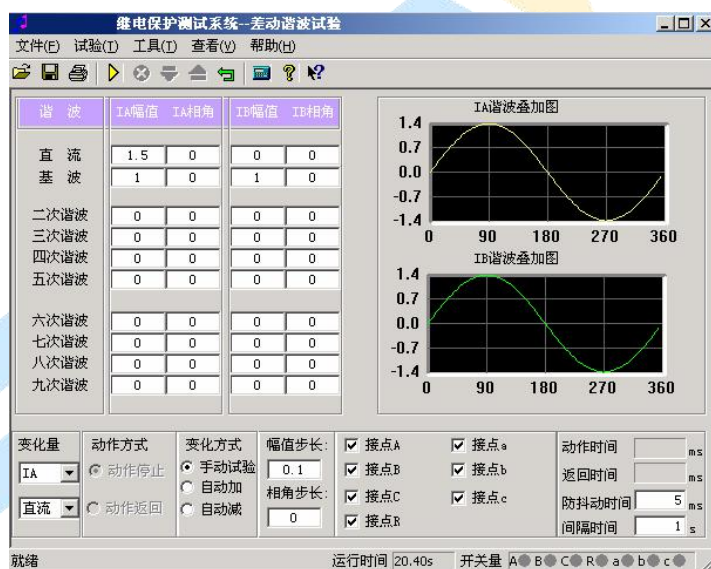 继电保护测试系统--差动谐波试验
文件(F) 试验(T) 工具(I) 查看(V) 帮助(H)
谐 波 IA幅值 IA相角 IB幅值 IB相角
直 流 1.5 0 0 0
基 波 1 0 1 0
二次谐波 0 0 0 0
三次谐波 0 0 0 0
四次谐波 0 0 0 0
五次谐波 0 0 0 0
六次谐波 0 0 0 0
七次谐波 0 0 0 0
八次谐波 0 0 0 0
九次谐波 0 0 0 0
IA谐波叠加图
1.4
0.7
0.0
-0.7
-1.4
0 90 180 270 360
IB谐波叠加图
1.4
0.7
0.0
-0.7
-1.4
0 90 180 270 360
变化量
IA
直流
动作方式
动作停止
动作返回
变化方式
手动试验
自动加
自动减
幅值步长:
0.1
相角步长:
0
接点A 接点a
接点B 接点b
接点C 接点c
接点R
动作时间 ms
返回时间 ms
防抖动时间 5 ms
间隔时间 1 s
就绪 运行时间 20.40s 开关量 A B C R a b c